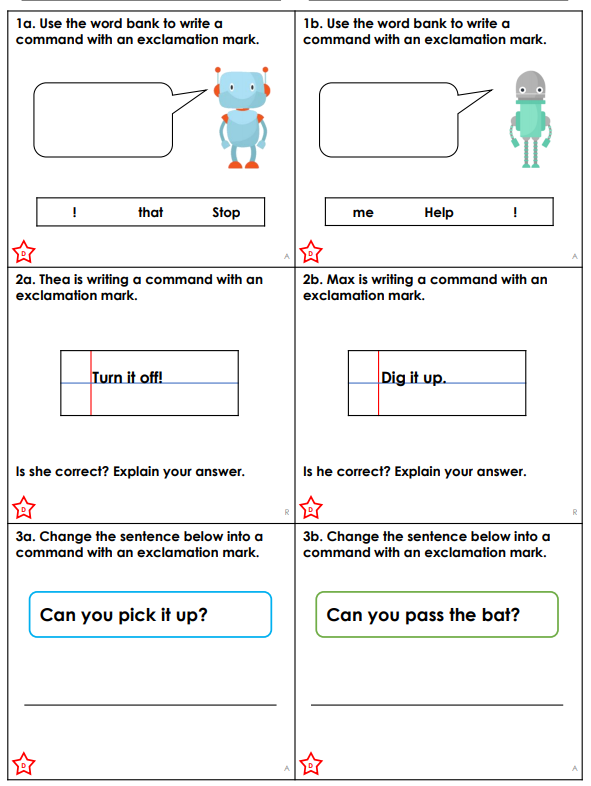 1a. Use the word bank to write a
command with an exclamation mark.
! that Stop
D
A
1b. Use the word bank to write a
command with an exclamation mark.
me Help !
D
A
2a. Thea is writing a command with an
exclamation mark.
Turn it off!
Is she correct? Explain your answer.
D
R
2b. Max is writing a command with an
exclamation mark.
Dig it up.
Is he correct? Explain your answer.
D
R
3a. Change the sentence below into a
command with an exclamation mark.
Can you pick it up?
D
A
3b. Change the sentence below into a
command with an exclamation mark.
Can you pass the bat?
D
A